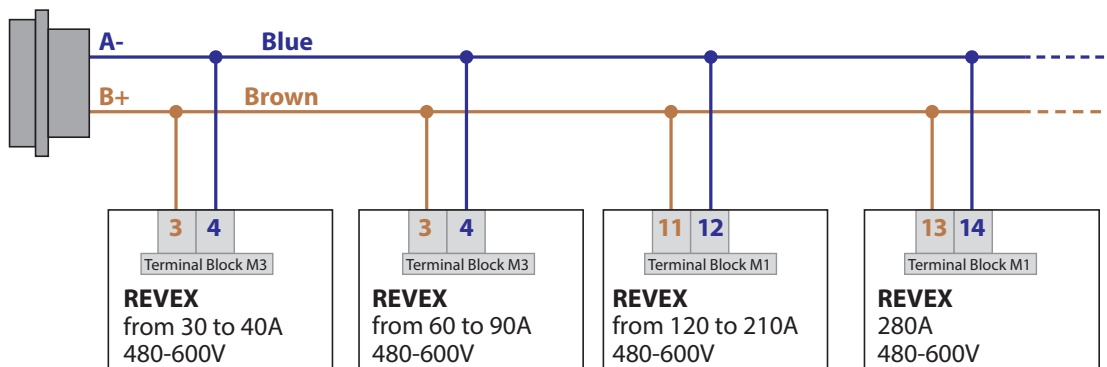 A- Blue
B+ Brown
3 4 3 4 11 12 13 14
Terminal Block M3 Terminal Block M3 Terminal Block M1 Terminal Block M1
REVEX REVEX REVEX REVEX
from 30 to 40A from 60 to 90A from 120 to 210A 280A
480-600V 480-600V 480-600V 480-600V